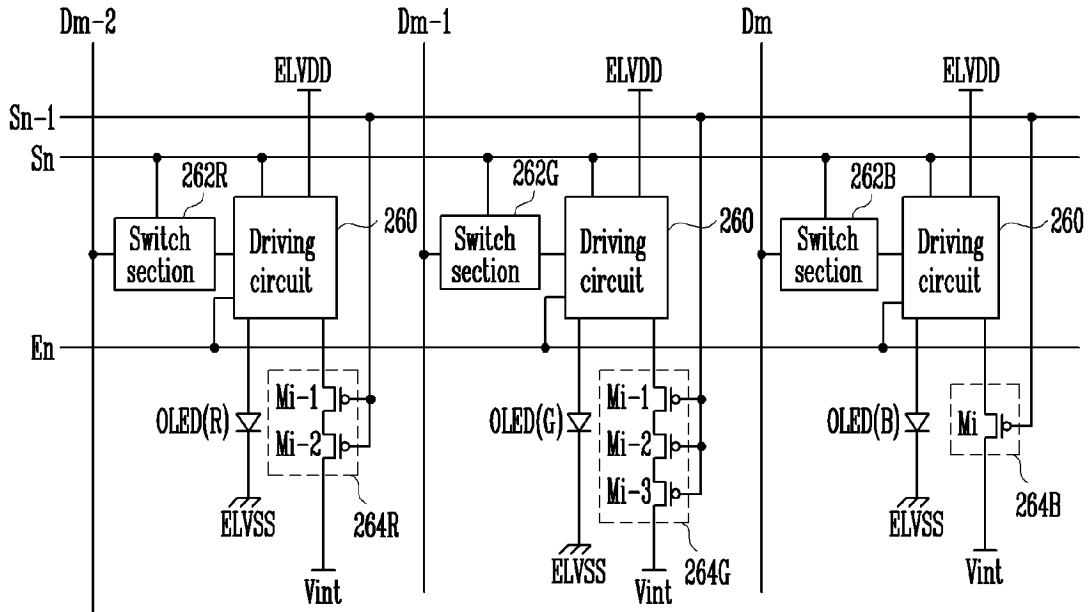 Dm-2
Dm-1
Dm
ELVDD
ELVDD
ELVDD
Sn-1
Sn
262R
262G
262B
260
260
260
Switch
section
Driving
circuit
Switch
section
Driving
circuit
Switch
section
Driving
circuit
En
OLED(R)
Mi-1
Mi-2
OLED(G)
Mi-1
Mi-2
Mi-3
OLED(B)
Mi
ELVSS
264R
ELVSS
264G
ELVSS
264B
Vint
Vint
Vint